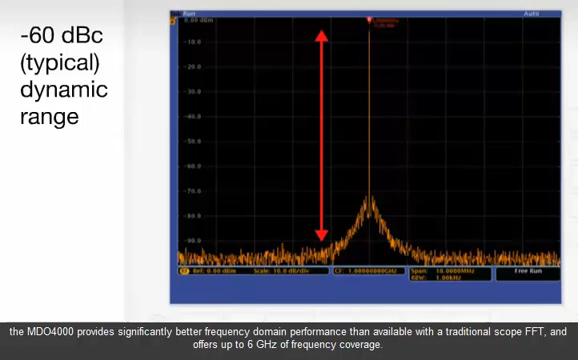 -60 dBc
(typical)
dynamic
range
Run
Auto
0.00 dBm
-10.0
-20.0
-30.0
-40.0
-50.0
-60.0
-70.0
-80.0
-90.0
Ref: 0.00 dBm Scale: 10.0 dB/div CF: 1.00000000GHz Span: 10.0000MHz
RBW: 1.00kHz
Free Run
the MDO4000 provides significantly better frequency domain performance than available with a traditional scope FFT, and
offers up to 6 GHz of frequency coverage.